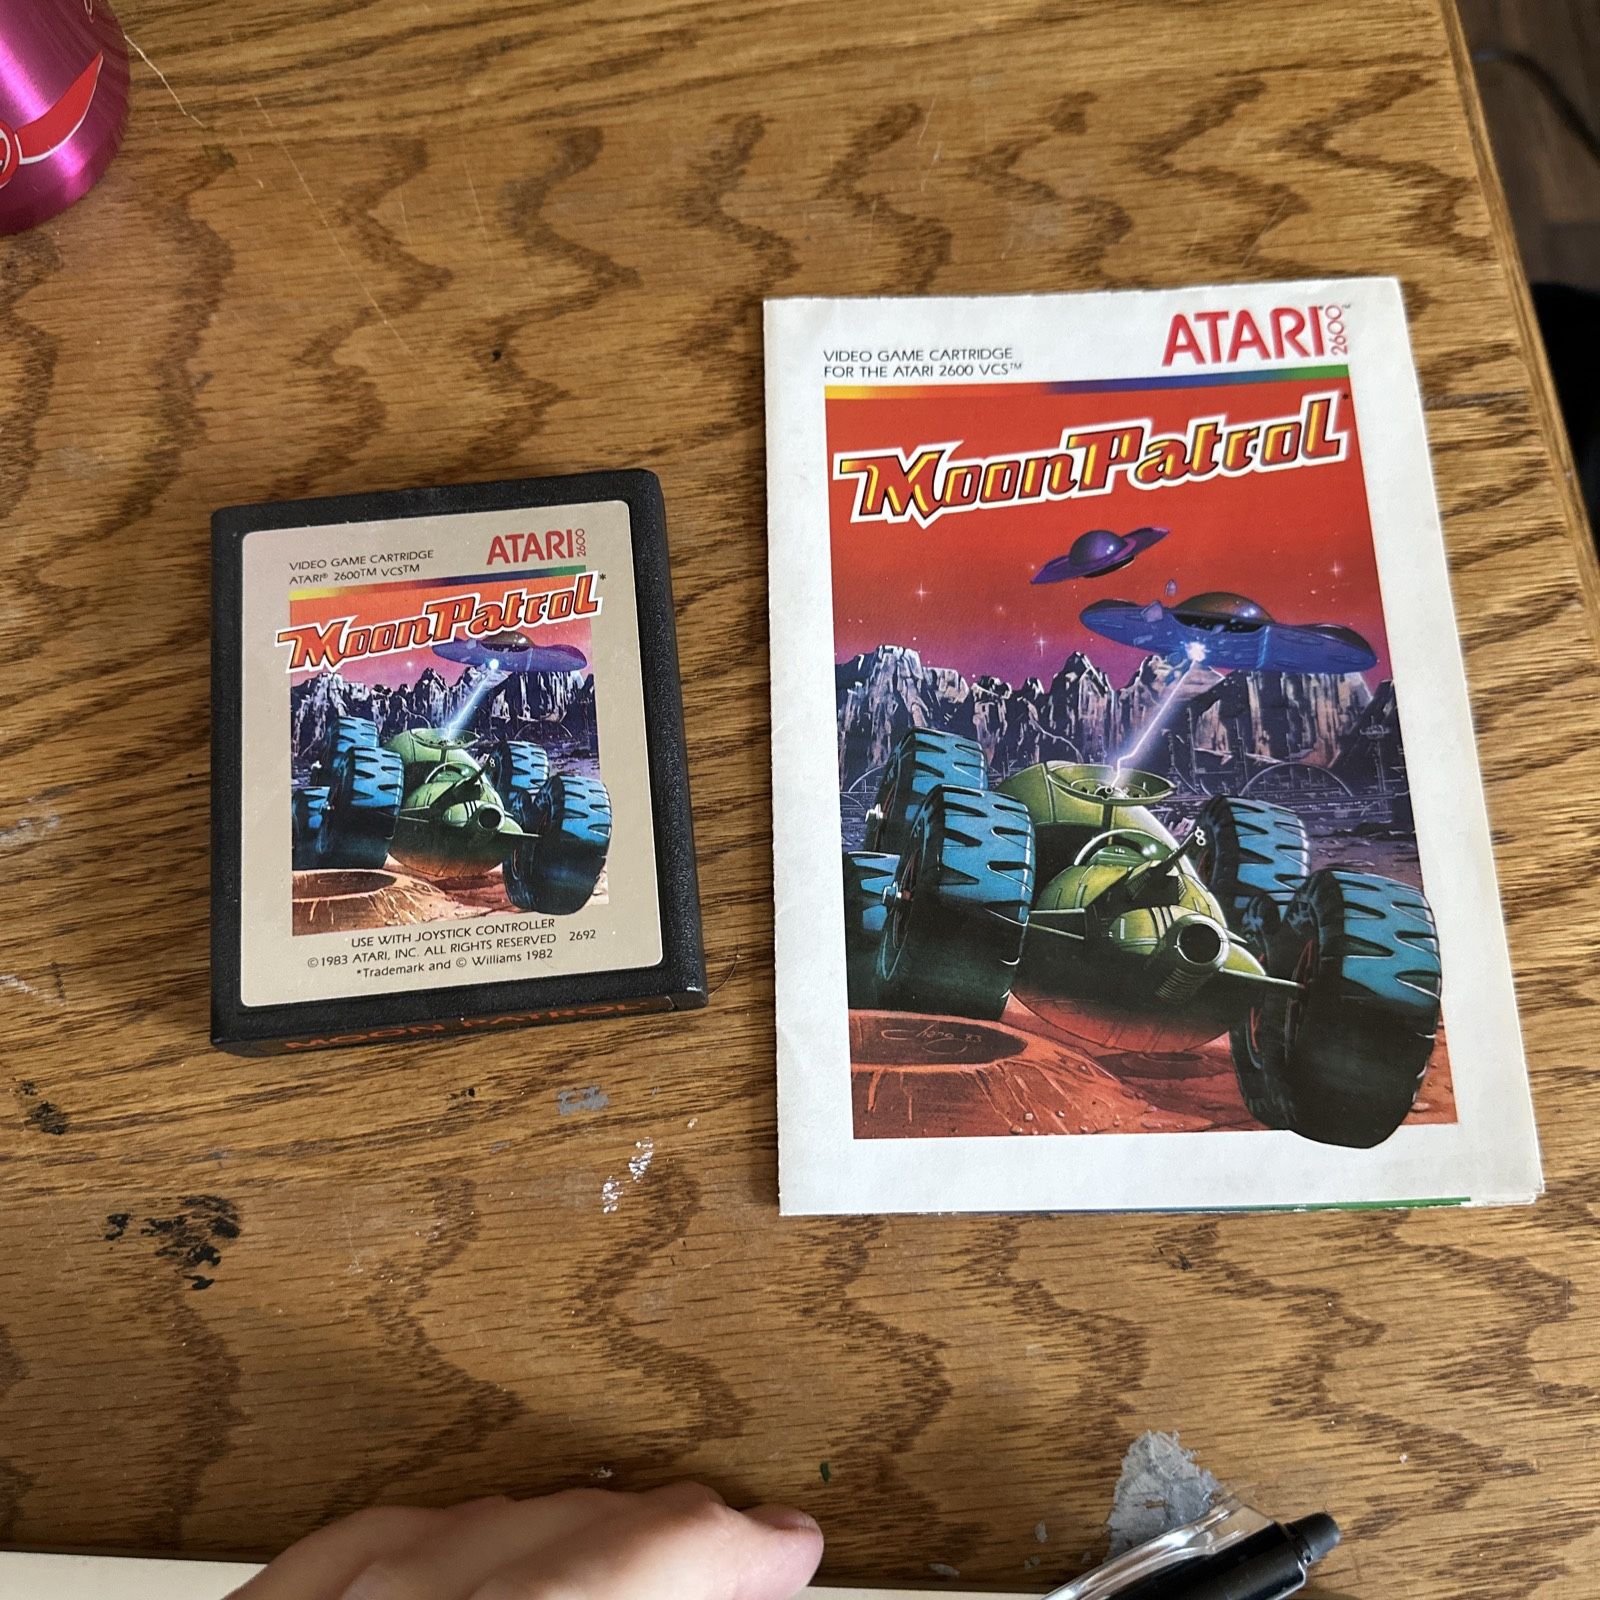 VIDEO GAME CARTRIDGE
ATARI® 2600™ VCS™
ATARI 2600
MoonPatrol*
USE WITH JOYSTICK CONTROLLER
©1983 ATARI, INC. ALL RIGHTS RESERVED 2692
*Trademark and © Williams 1982
MOON PATROL
VIDEO GAME CARTRIDGE
FOR THE ATARI 2600 VCS™
ATARI 2600™
MoonPatrol*